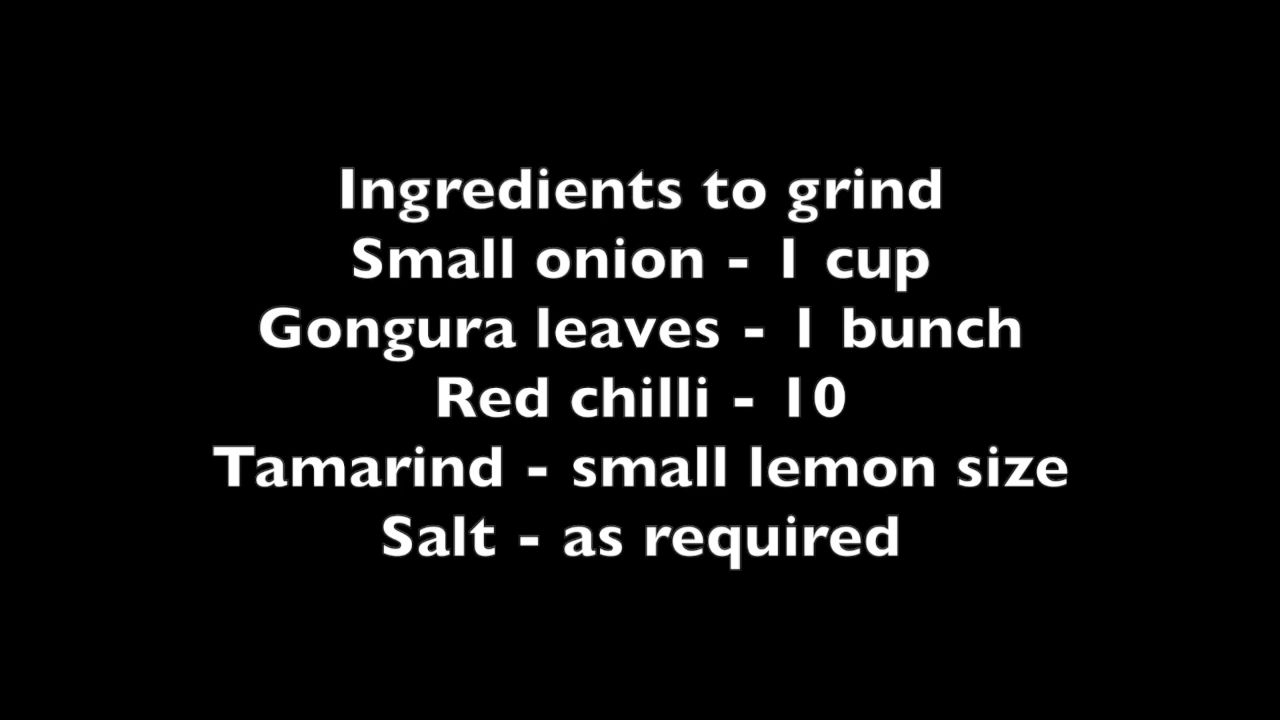 Ingredients to grind
Small onion - 1 cup
Gongura leaves - 1 bunch
Red chilli - 10
Tamarind - small lemon size
Salt - as required